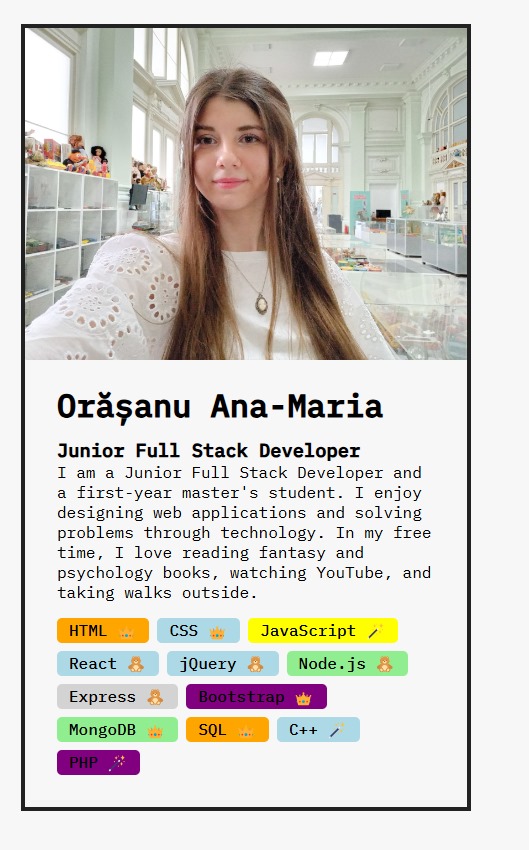 Orășanu Ana-Maria
Junior Full Stack Developer
I am a Junior Full Stack Developer and
a first-year master's student. I enjoy
designing web applications and solving
problems through technology. In my free
time, I love reading fantasy and
psychology books, watching YouTube, and
taking walks outside.
HTML 👑 CSS 👑 JavaScript 🪄
React 🧸 jQuery 🧸 Node.js 🧸
Express 🧸 Bootstrap 👑
MongoDB 👑 SQL 👑 C++ 🪄
PHP 🪄